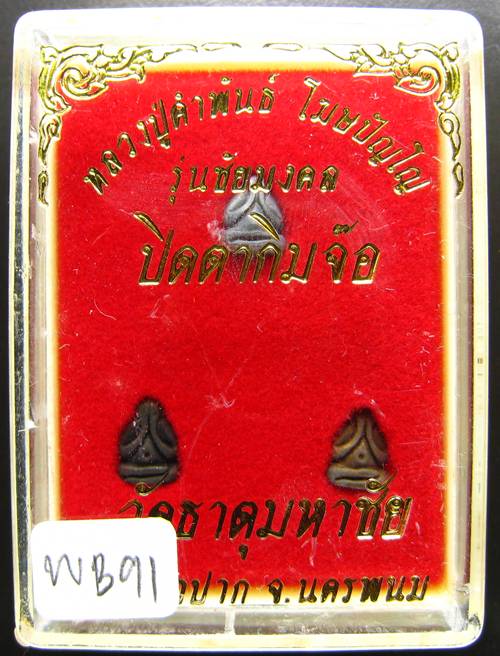 หลวงปู่คำพันธ์ โฆษปัญโญ
รุ่นชัยมงคล
ปิดตากิมจ๊อ
วัดธาตุมหาชัย
จ.นครพนม
WB91